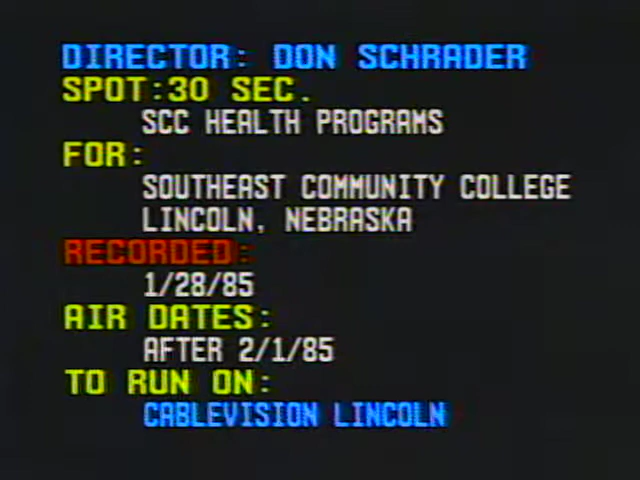 DIRECTOR: DON SCHRADER
SPOT:30 SEC.
SCC HEALTH PROGRAMS
FOR:
SOUTHEAST COMMUNITY COLLEGE
LINCOLN, NEBRASKA
RECORDED:
1/28/85
AIR DATES:
AFTER 2/1/85
TO RUN ON:
CABLEVISION LINCOLN